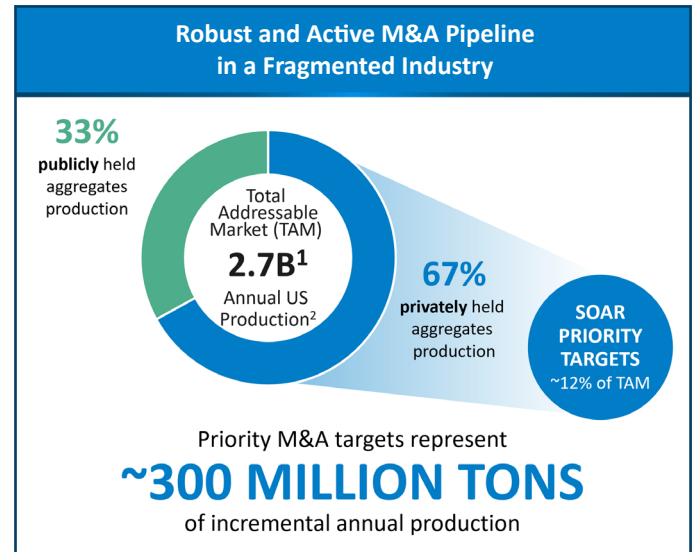 Robust and Active M&A Pipeline
in a Fragmented Industry
33%
publicly held
aggregates
production
Total
Addressable
Market (TAM)
2.7B¹
Annual US
Production²
67%
privately held
aggregates
production
SOAR
PRIORITY
TARGETS
~12% of TAM
Priority M&A targets represent
~300 MILLION TONS
of incremental annual production